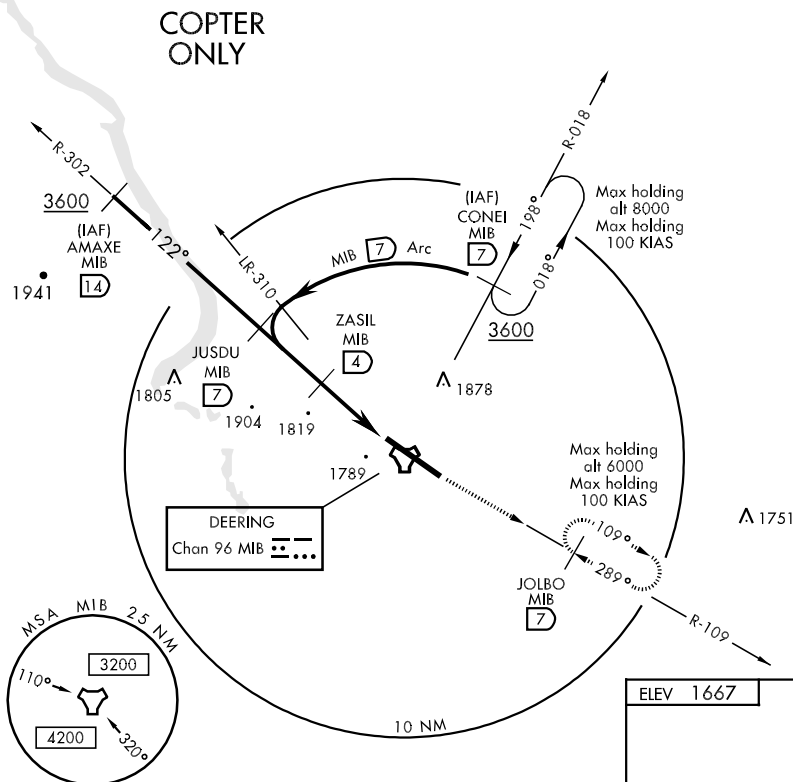 COPTER
ONLY
R-302
3600
(IAF)
AMAXE
MIB
14
1941
122°
LR-310
MIB 7 Arc
(IAF)
CONEI
MIB
7
R-018
198°
018°
3600
Max holding
alt 8000
Max holding
100 KIAS
JUSDU
MIB
7
ZASIL
MIB
4
1805
1904
1819
1878
1789
DEERING
Chan 96 MIB
Max holding
alt 6000
Max holding
100 KIAS
1751
109°
289°
JOLBO
MIB
7
R-109
10 NM
MSA MIB 25 NM
3200
110°
4200
320°
ELEV 1667